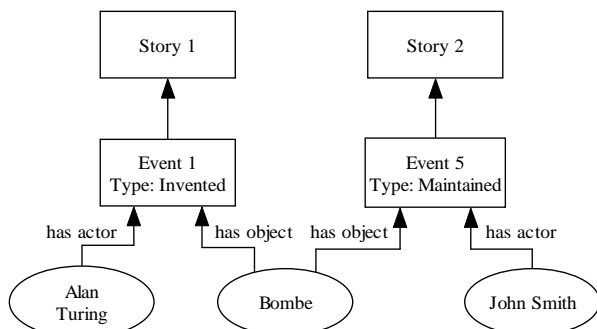 Story 1
Story 2
Event 1
Type: Invented
Event 5
Type: Maintained
has actor
has object
has object
has actor
Alan
Turing
Bombe
John Smith